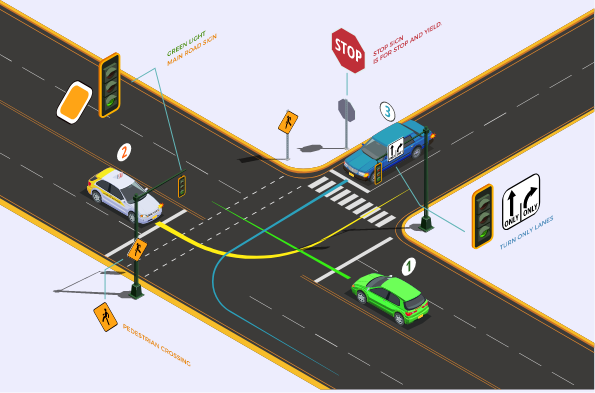 GREEN LIGHT
MAIN ROAD SIGN
STOP
STOP SIGN
IS FOR STOP AND YIELD
3
2
ONLY ONLY
TURN ONLY LANES
1
PEDESTRIAN CROSSING